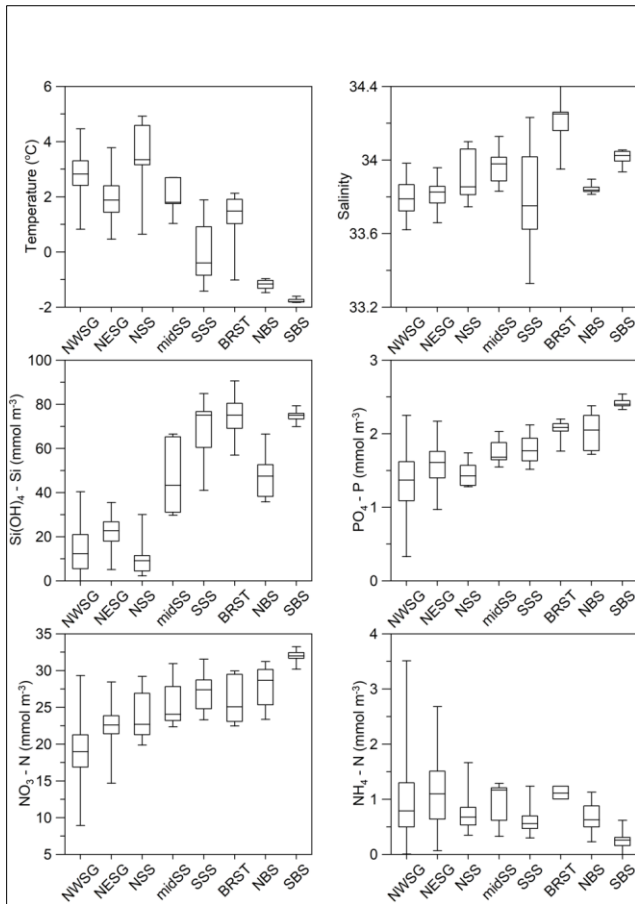 6
4
2
0
-2
Temperature (°C)
NWSG NESG NSS midSS SSS BRST NBS SBS
34.4
34
33.6
33.2
Salinity
NWSG NESG NSS midSS SSS BRST NBS SBS
100
80
60
40
20
0
Si(OH)₄ - Si (mmol m⁻³)
NWSG NESG NSS midSS SSS BRST NBS SBS
3
2
1
0
PO₄ - P (mmol m⁻³)
NWSG NESG NSS midSS SSS BRST NBS SBS
35
30
25
20
15
10
5
NO₃ - N (mmol m⁻³)
NWSG NESG NSS midSS SSS BRST NBS SBS
4
3
2
1
0
NH₄ - N (mmol m⁻³)
NWSG NESG NSS midSS SSS BRST NBS SBS